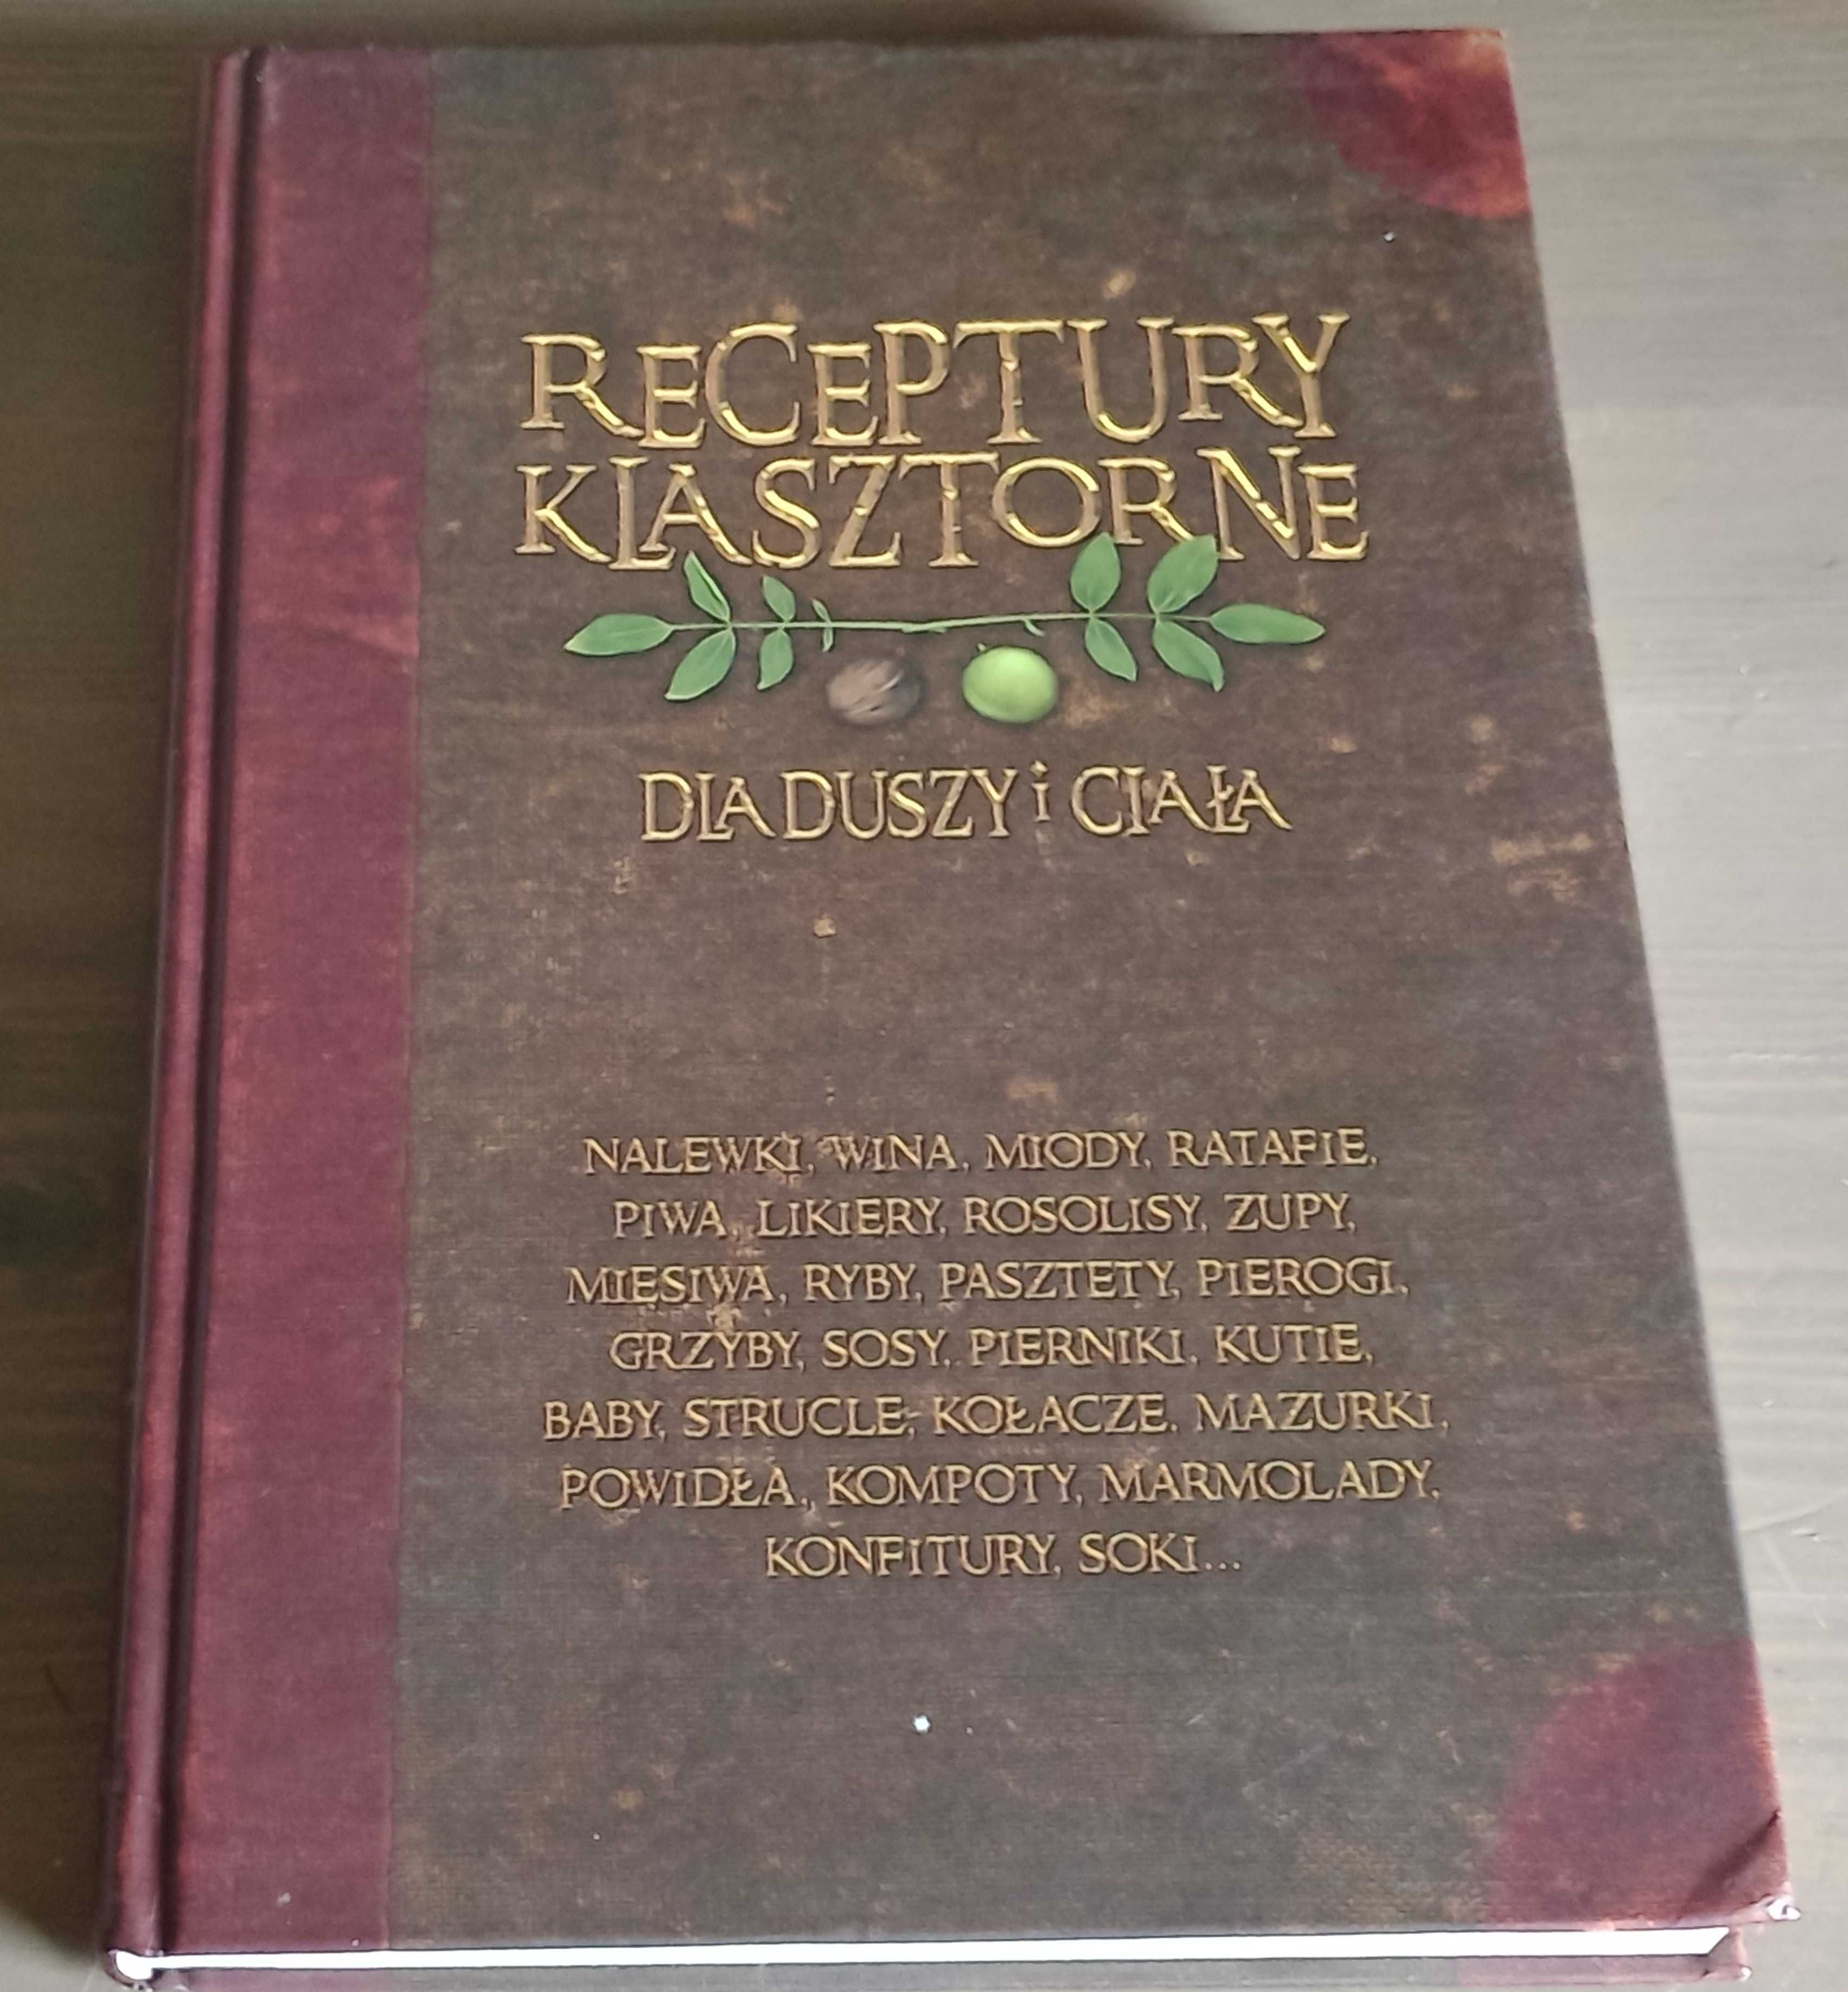 RECEPTURY
KLASZTORNE
DLA DUSZY i CIAŁA
NALEWKI, WINA, MIODY, RATAFIE,
PIWA, LIKIERY, ROSOLISY, ZUPY,
MIĘSIWA, RYBY, PASZTETY, PIEROGI,
GRZYBY, SOSY, PIERNIKI, KUTIE,
BABY, STRUCLE, KOŁACZE, MAZURKI,
POWIDŁA, KOMPOTY, MARMOLADY,
KONFITURY, SOKI...